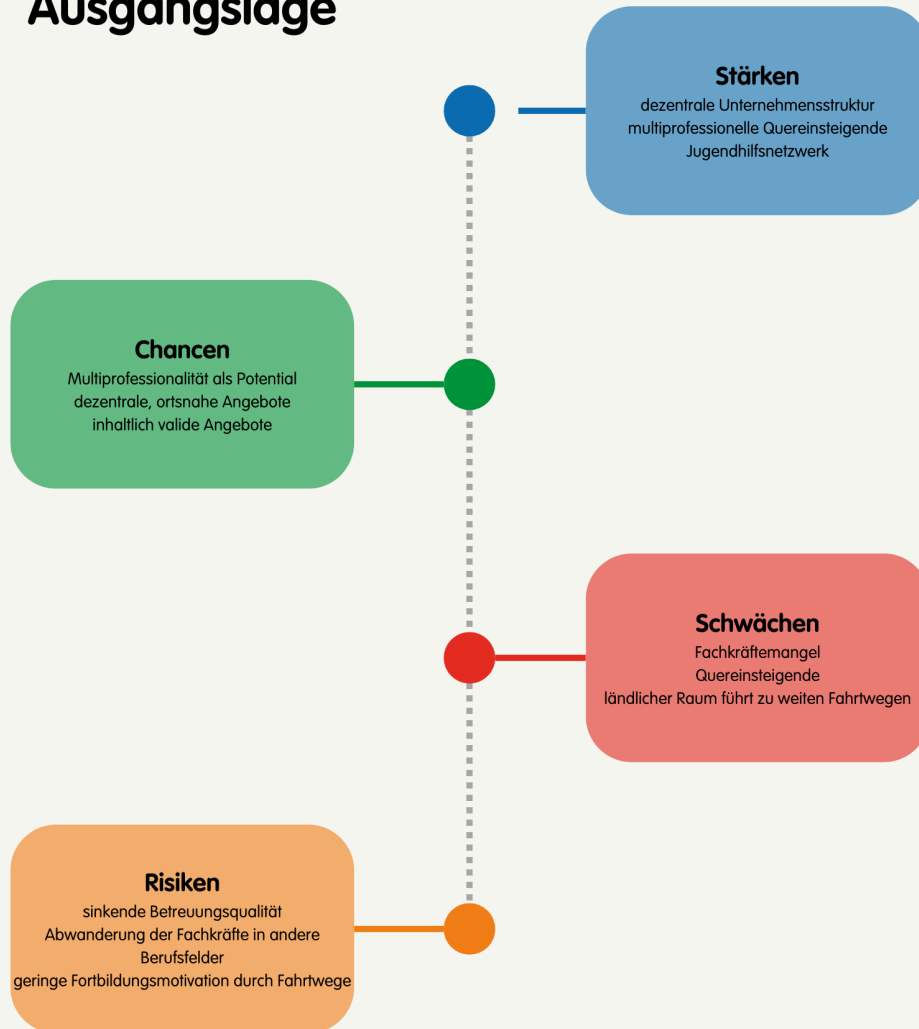 Ausgangslage
Stärken
dezentrale Unternehmensstruktur
multiprofessionelle Quereinsteigende
Jugendhilfsnetzwerk
Chancen
Multiprofessionalität als Potential
dezentrale, ortsnahe Angebote
inhaltlich valide Angebote
Schwächen
Fachkräftemangel
Quereinsteigende
ländlicher Raum führt zu weiten Fahrtwegen
Risiken
sinkende Betreuungsqualität
Abwanderung der Fachkräfte in andere
Berufsfelder
geringe Fortbildungsmotivation durch Fahrtwege